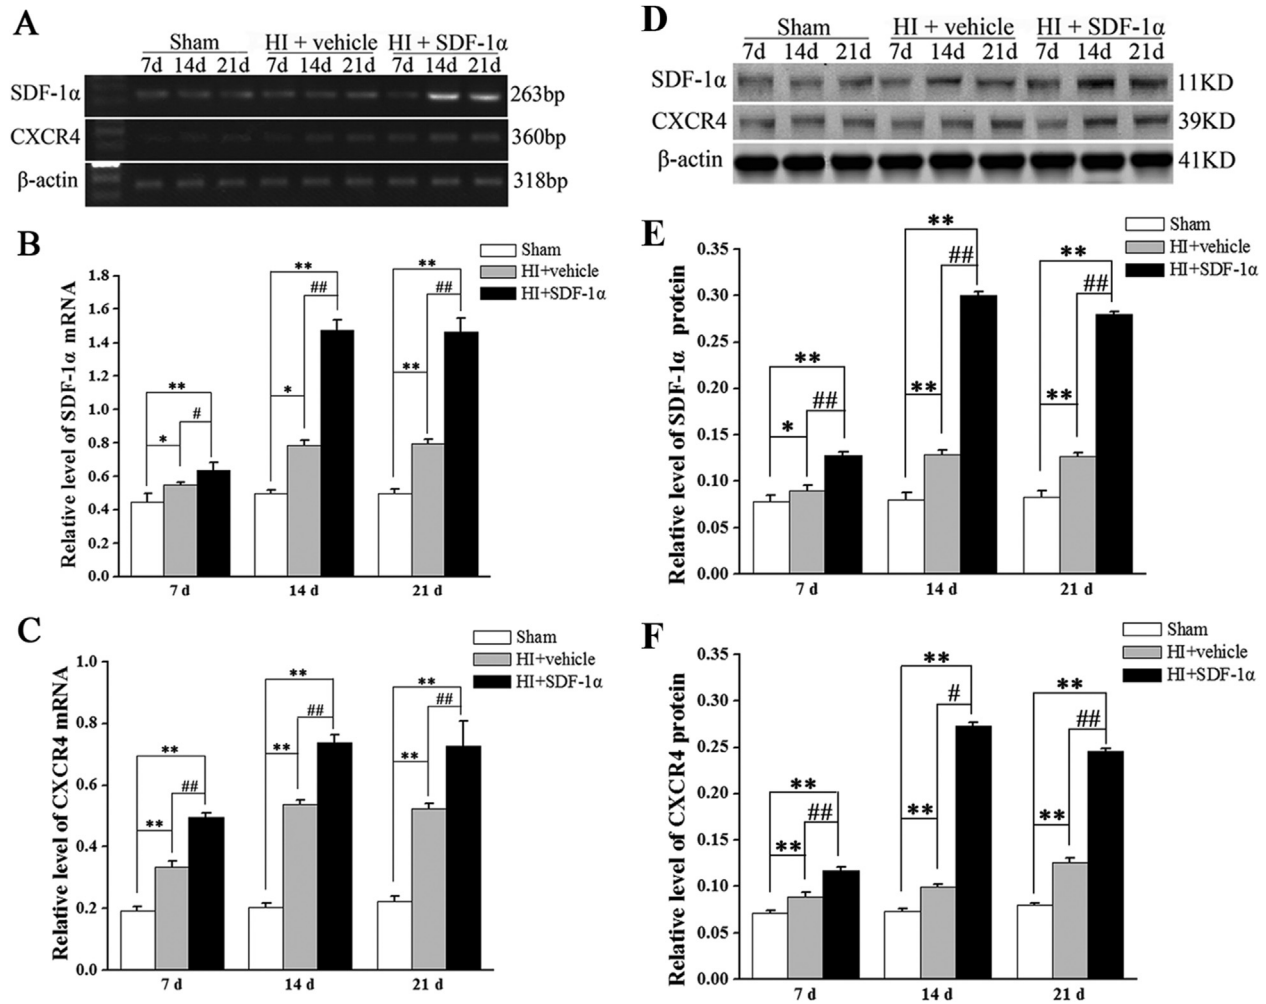 A
Sham HI + vehicle HI + SDF-1α
7d 14d 21d 7d 14d 21d 7d 14d 21d
SDF-1α 263bp
CXCR4 360bp
β-actin 318bp
B
Sham
HI+vehicle
HI+SDF-1α
Relative level of SDF-1α mRNA
1.8
1.6
1.4
1.2
1.0
0.8
0.6
0.4
0.2
0.0
** * #
** * ##
** ** ##
7 d 14 d 21 d
C
Sham
HI+vehicle
HI+SDF-1α
Relative level of CXCR4 mRNA
1.0
0.8
0.6
0.4
0.2
0.0
** ** ##
** ** ##
** ** ##
7 d 14 d 21 d
D
Sham HI + vehicle HI + SDF-1α
7d 14d 21d 7d 14d 21d 7d 14d 21d
SDF-1α 11KD
CXCR4 39KD
β-actin 41KD
E
Sham
HI+vehicle
HI+SDF-1α
Relative level of SDF-1α protein
0.35
0.30
0.25
0.20
0.15
0.10
0.05
0.00
** * ##
** ** ##
** ** ##
7 d 14 d 21 d
F
Sham
HI+vehicle
HI+SDF-1α
Relative level of CXCR4 protein
0.35
0.30
0.25
0.20
0.15
0.10
0.05
0.00
** ** ##
** ** #
** ** ##
7 d 14 d 21 d